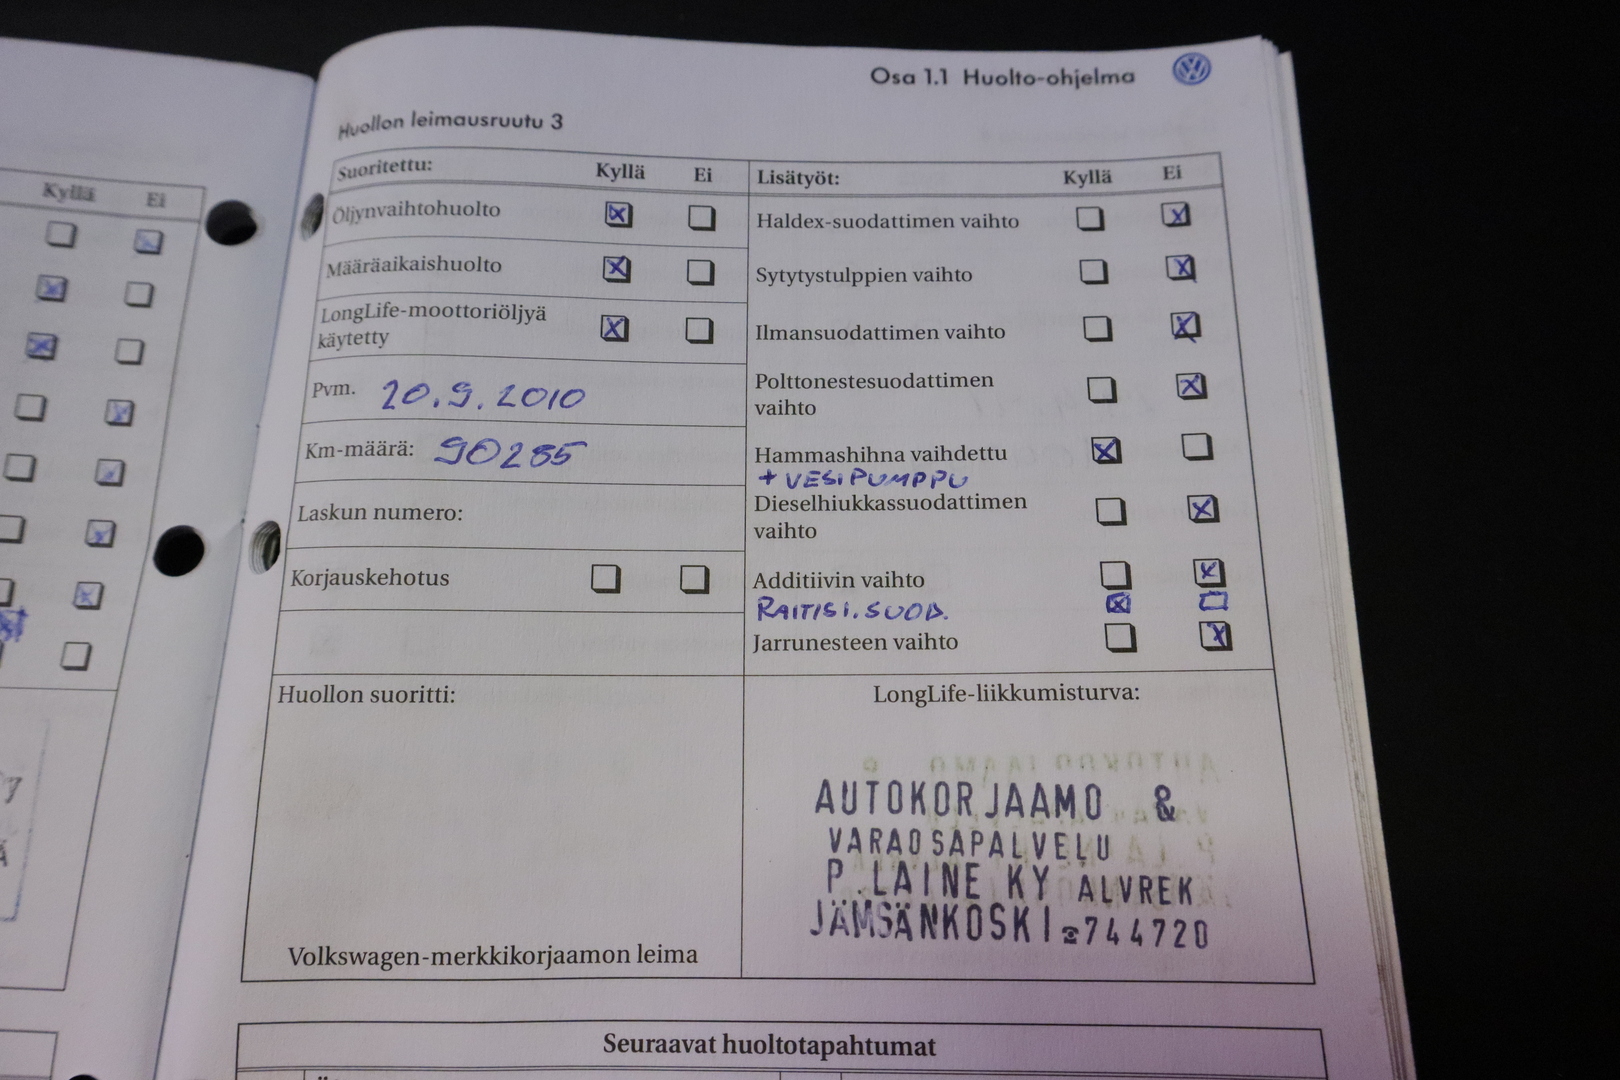 Osa 1.1 Huolto-ohjelma
Huollon leimausruutu 3
Kyllä Ei
Suoritettu: Kyllä Ei
Öljynvaihtohuolto
Määräaikaishuolto
LongLife-moottoriöljyä
käytetty
Pvm. 20.9.2010
Km-määrä: 90285
Laskun numero:
Korjauskehotus
Huollon suoritti:
Volkswagen-merkkikorjaamon leima
Lisätyöt: Kyllä Ei
Haldex-suodattimen vaihto
Sytytystulppien vaihto
Ilmansuodattimen vaihto
Polttonestesuodattimen
vaihto
Hammashihna vaihdettu
+ VESIPUMPPU
Dieselhiukkassuodattimen
vaihto
Additiivin vaihto
RAITISI.SUOD.
Jarrunesteen vaihto
LongLife-liikkumisturva:
AUTOKORJAAMO &
VARAOSAPALVELU
P.LAINE KY ALVREK
JÄMSÄNKOSKI ☎744720
Seuraavat huoltotapahtumat